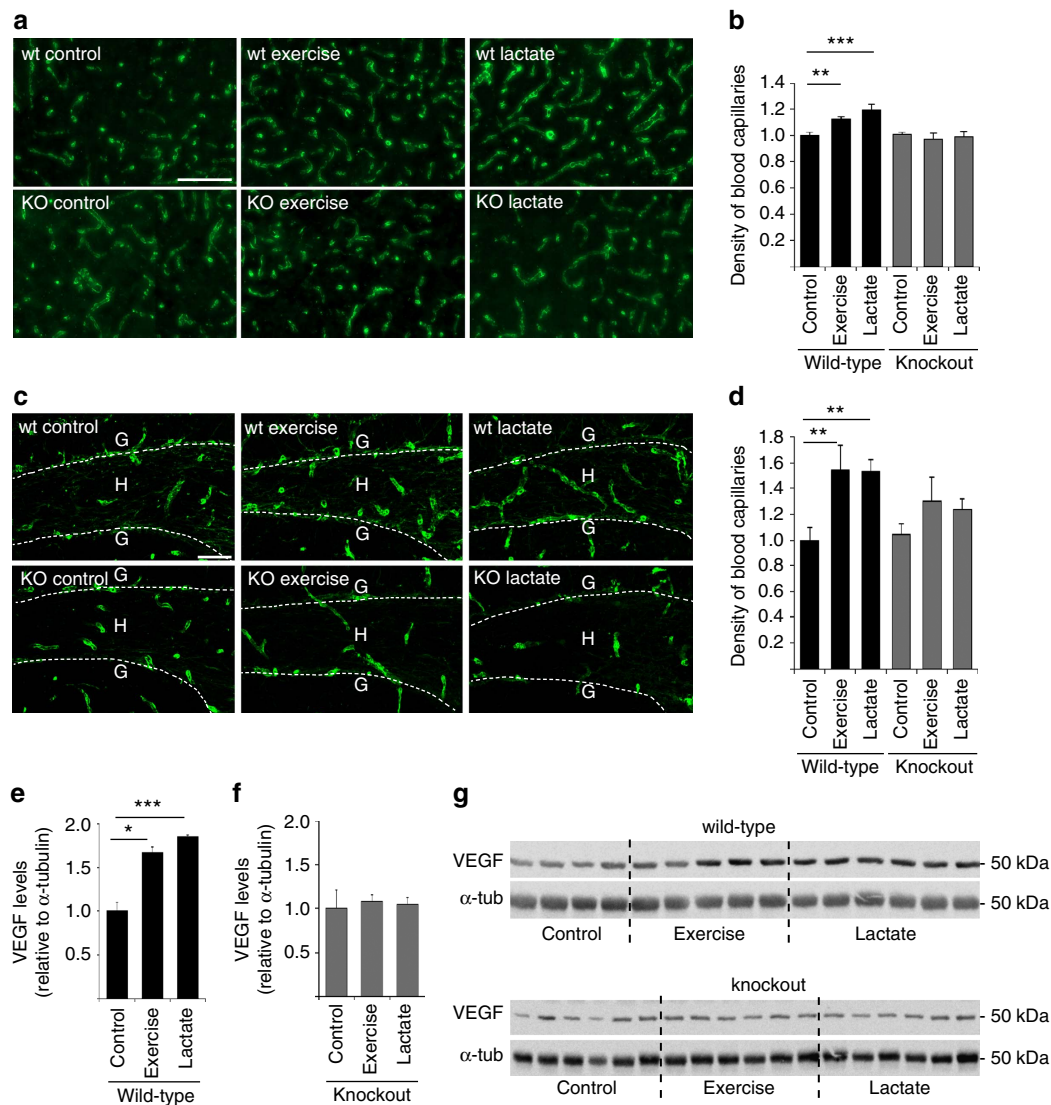 a
wt control
wt exercise
wt lactate
KO control
KO exercise
KO lactate
b
***
**
Density of blood capillaries
1.4
1.2
1.0
0.8
0.6
0.4
0.2
Control
Exercise
Lactate
Control
Exercise
Lactate
Wild-type
Knockout
c
wt control
G
H
G
wt exercise
G
H
G
wt lactate
G
H
G
KO control
G
H
G
KO exercise
G
H
G
KO lactate
G
H
G
d
**
**
Density of blood capillaries
1.8
1.6
1.4
1.2
1.0
0.8
0.6
0.4
0.2
Control
Exercise
Lactate
Control
Exercise
Lactate
Wild-type
Knockout
e
***
*
VEGF levels
(relative to α-tubulin)
2.0
1.5
1.0
0.5
Control
Exercise
Lactate
Wild-type
f
VEGF levels
(relative to α-tubulin)
2.0
1.5
1.0
0.5
Control
Exercise
Lactate
Knockout
g
wild-type
VEGF
- 50 kDa
α-tub
- 50 kDa
Control
Exercise
Lactate
knockout
VEGF
- 50 kDa
α-tub
- 50 kDa
Control
Exercise
Lactate